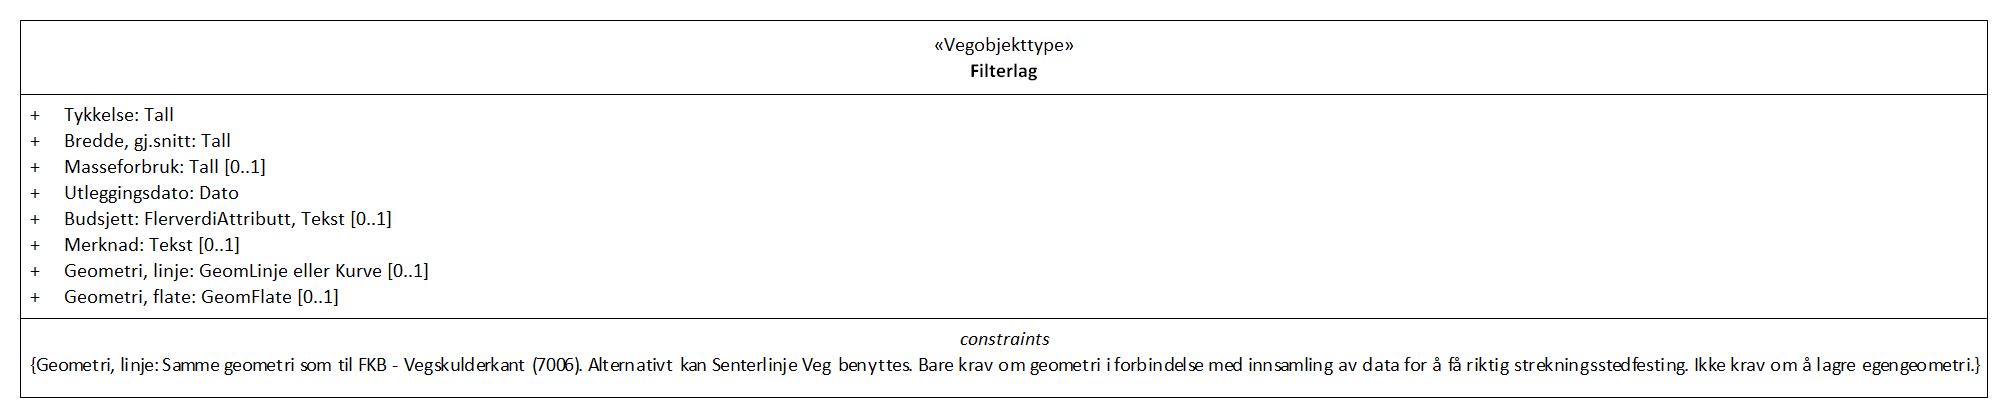 «Vegobjekttype»
Filterlag
+ Tykkelse: Tall
+ Bredde, gj.snitt: Tall
+ Masseforbruk: Tall [0..1]
+ Utleggingsdato: Dato
+ Budsjett: FlerverdiAttributt, Tekst [0..1]
+ Merknad: Tekst [0..1]
+ Geometri, linje: GeomLinje eller Kurve [0..1]
+ Geometri, flate: GeomFlate [0..1]
constraints
{Geometri, linje: Samme geometri som til FKB - Vegskulderkant (7006). Alternativt kan Senterlinje Veg benyttes. Bare krav om geometri i forbindelse med innsamling av data for å få riktig strekningsstedfesting. Ikke krav om å lagre egengeometri.}